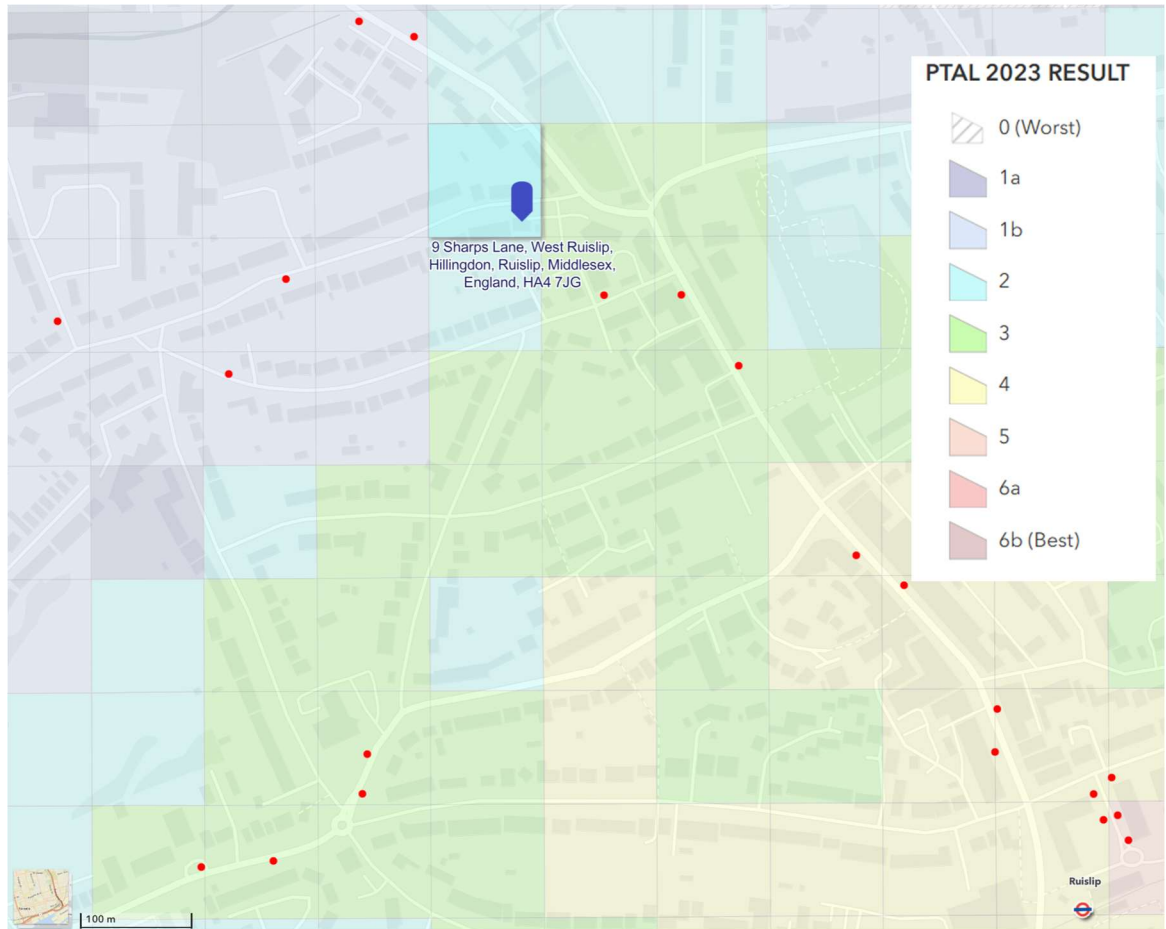 PTAL 2023 RESULT
0 (Worst)
1a
1b
2
3
4
5
6a
6b (Best)
9 Sharps Lane, West Ruislip,
Hillingdon, Ruislip, Middlesex,
England, HA4 7JG
Ruislip
100 m